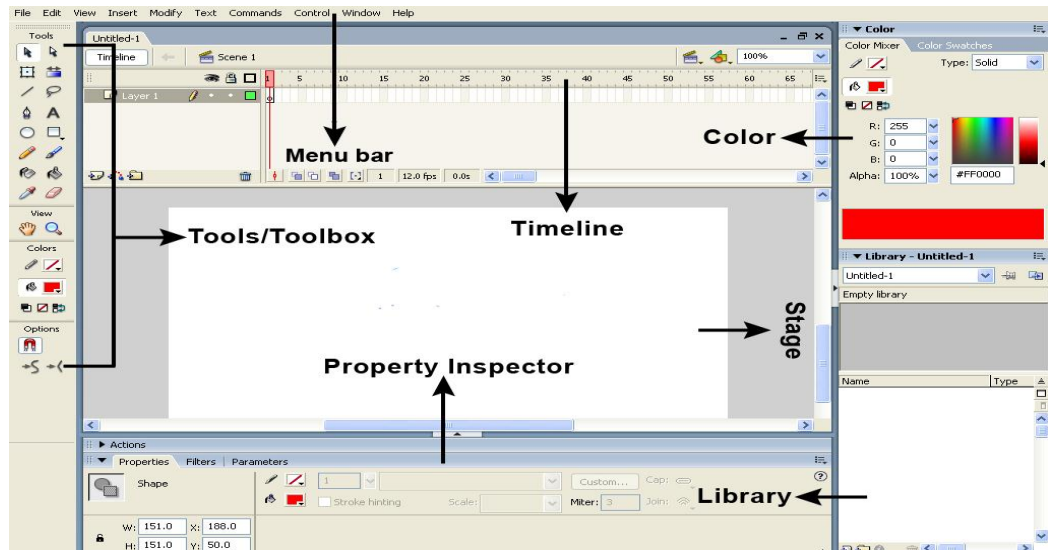 File Edit View Insert Modify Text Commands Control Window Help
Tools
Untitled-1
Timeline Scene 1 100%
1 5 10 15 20 25 30 35 40 45 50 55 60 65
Layer 1
Menu bar
1 12.0 fps 0.0s
Color
Color Mixer Color Swatches
Type: Solid
R: 255
G: 0
B: 0
Alpha: 100% #FF0000
Color
View
Tools/Toolbox
Timeline
Colors
Library - Untitled-1
Untitled-1
Empty library
Options
Stage
Property Inspector
Name Type
Actions
Properties Filters Parameters
Shape
1 Custom... Cap:
Stroke hinting Scale: Miter: 3 Join:
Library
W: 151.0 X: 188.0
H: 151.0 Y: 50.0